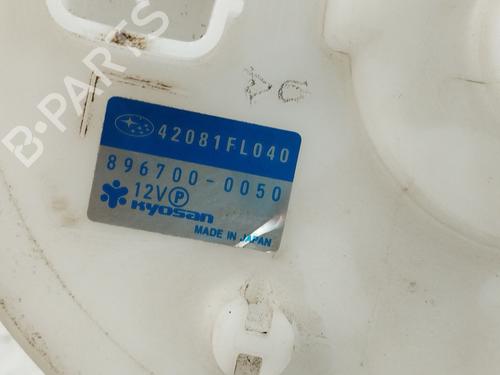 B-PARTS
42081FL040
896700-0050
12V P
Kyosan
MADE IN JAPAN